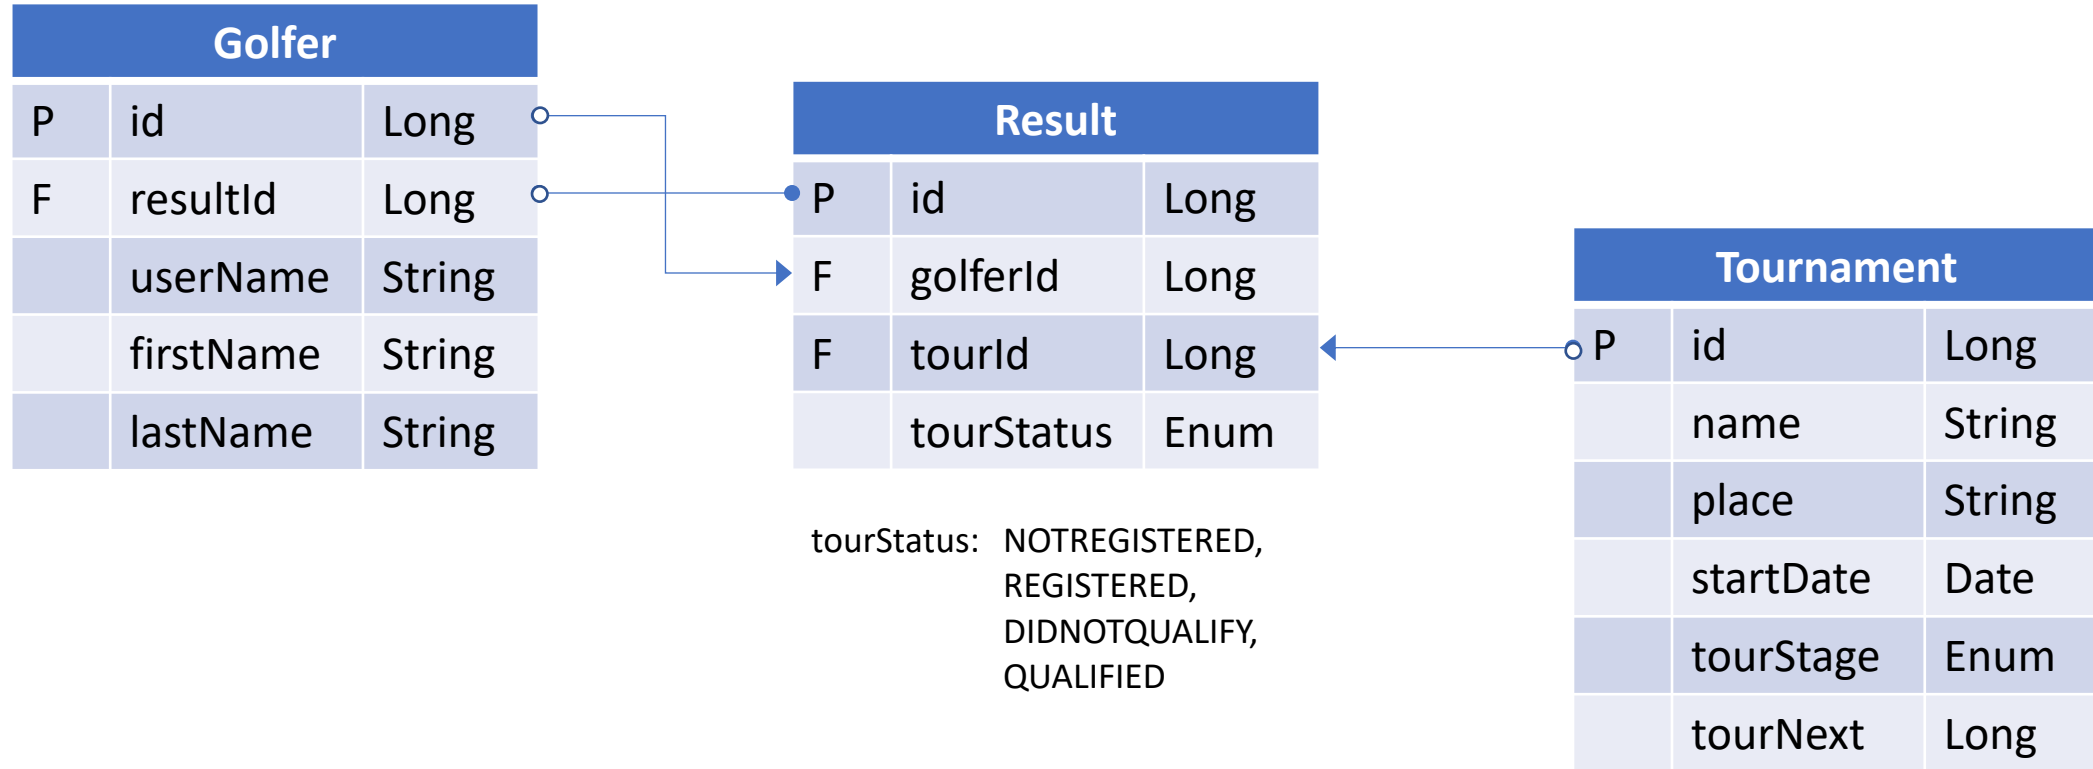 Golfer
P id Long
F resultId Long
userName String
firstName String
lastName String
Result
P id Long
F golferId Long
F tourId Long
tourStatus Enum
tourStatus: NOTREGISTERED,
REGISTERED,
DIDNOTQUALIFY,
QUALIFIED
Tournament
P id Long
name String
place String
startDate Date
tourStage Enum
tourNext Long